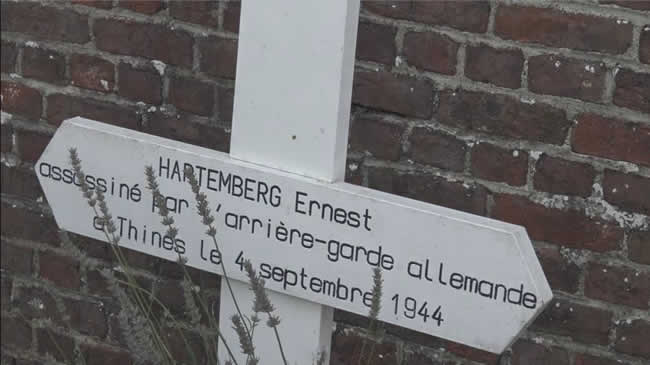 HARTEMBERG Ernest
assassiné par l'arrière-garde allemande
à Thines le 4 septembre 1944